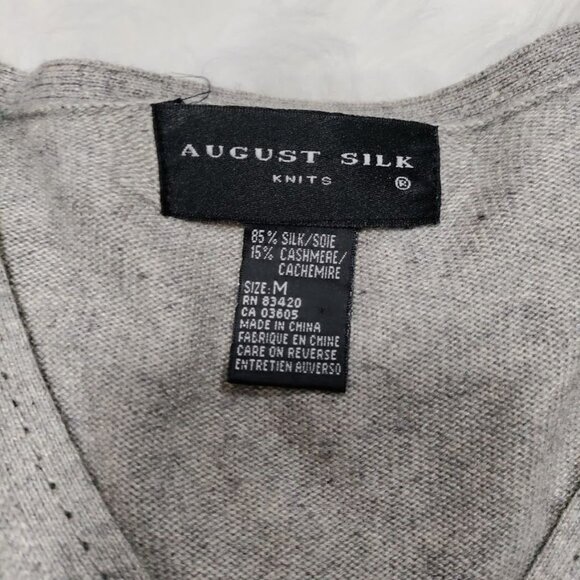 AUGUST SILK
KNITS
®
85% SILK/SOIE
15% CASHMERE/
CACHEMIRE
SIZE: M
RN 83420
CA 03605
MADE IN CHINA
FABRIQUE EN CHINE
CARE ON REVERSE
ENTRETIEN AUVERSO